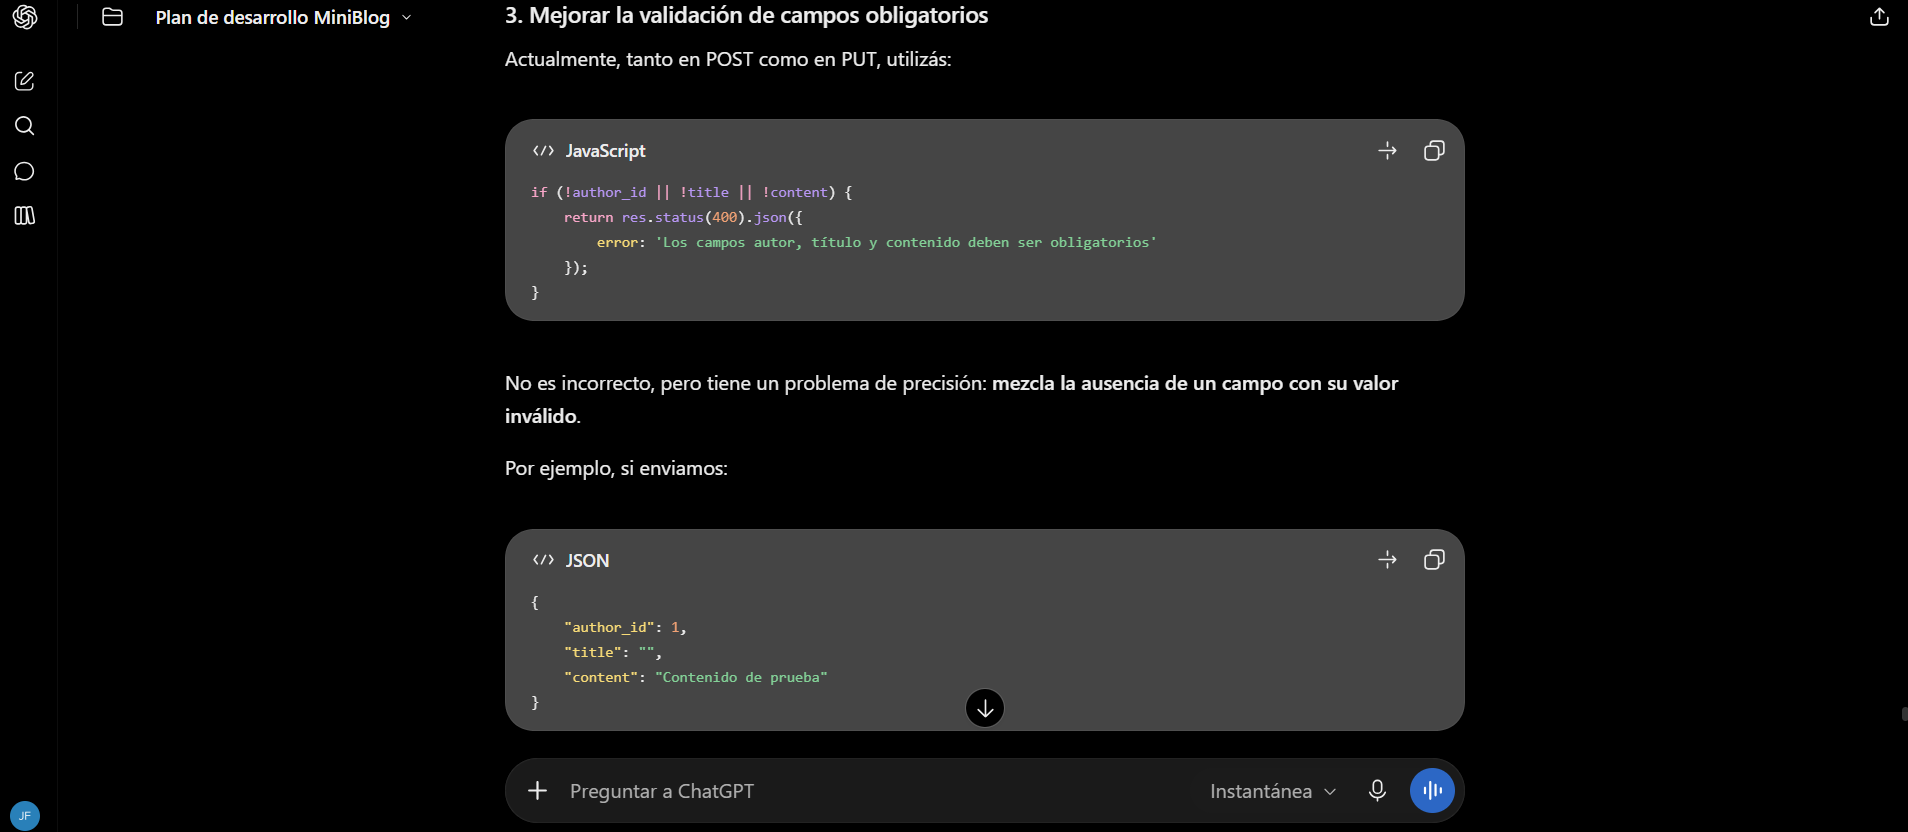 Plan de desarrollo MiniBlog
3. Mejorar la validación de campos obligatorios
Actualmente, tanto en POST como en PUT, utilizás:
</> JavaScript
if (!author_id || !title || !content) {
    return res.status(400).json({
        error: 'Los campos autor, título y contenido deben ser obligatorios'
    });
}
No es incorrecto, pero tiene un problema de precisión: mezcla la ausencia de un campo con su valor
inválido.
Por ejemplo, si enviamos:
</> JSON
{
    "author_id": 1,
    "title": "",
    "content": "Contenido de prueba"
}
Preguntar a ChatGPT
Instantánea
JF